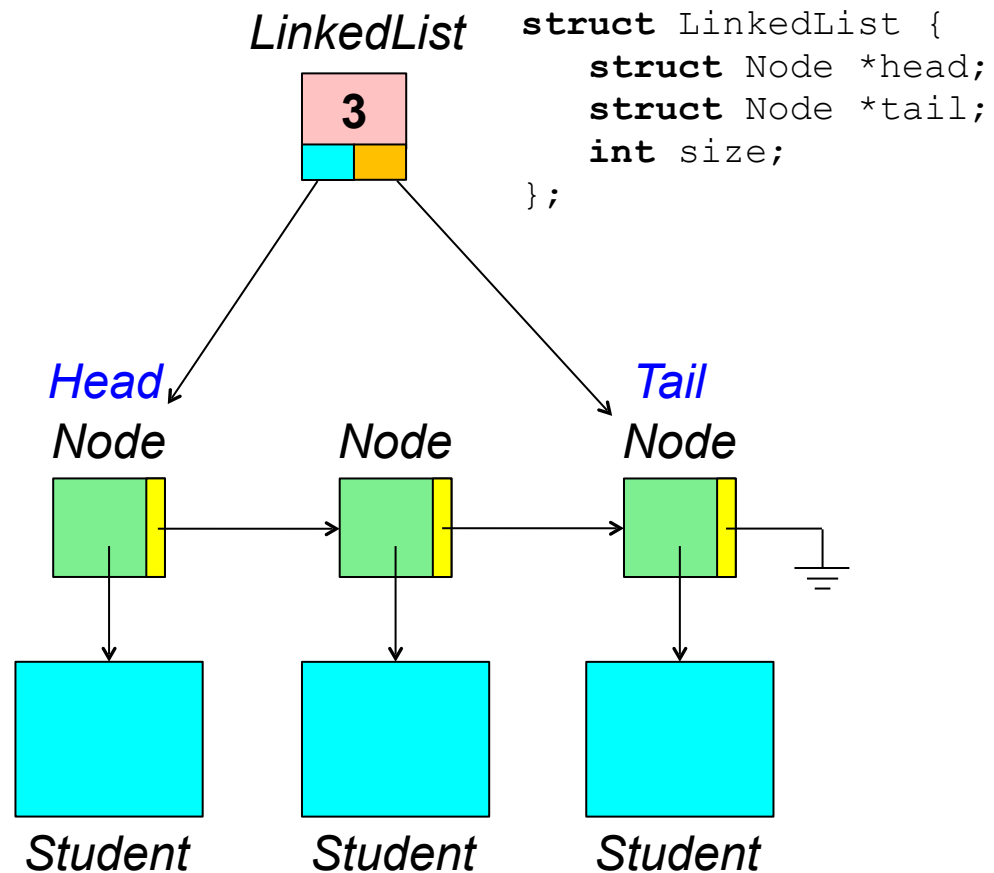 LinkedList
struct LinkedList {
struct Node *head;
struct Node *tail;
int size;
};
3
Head
Tail
Node
Node
Node
Student
Student
Student